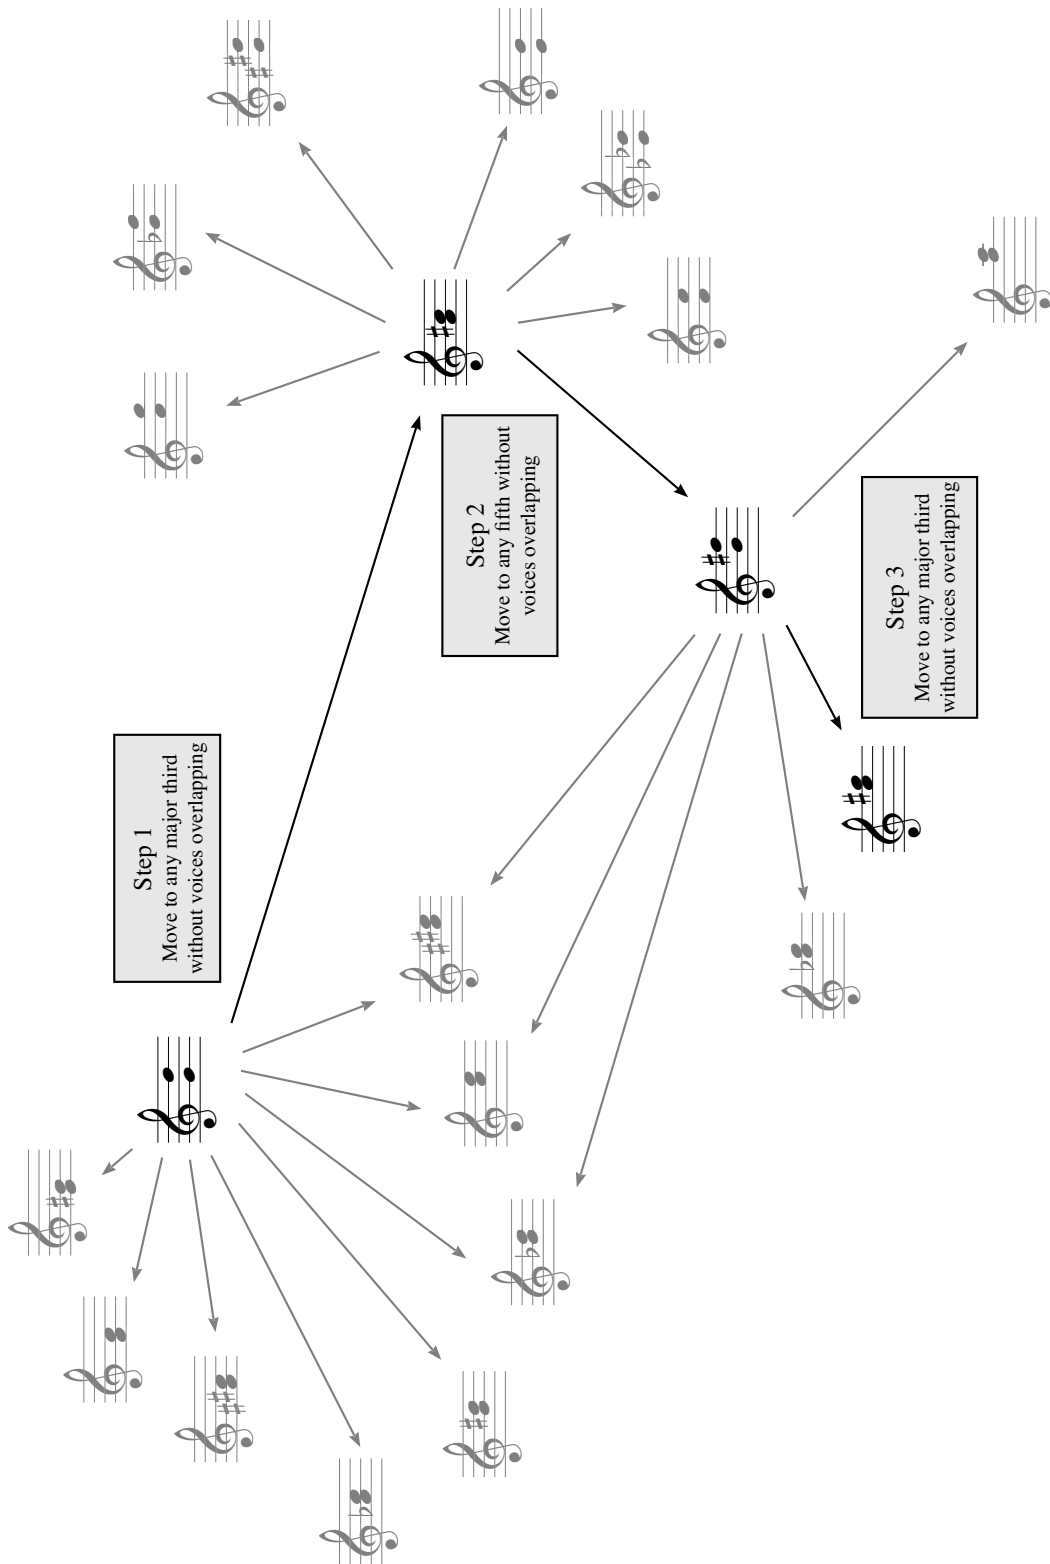 Step 1
Move to any major third
without voices overlapping
Step 2
Move to any fifth without
voices overlapping
Step 3
Move to any major third
without voices overlapping